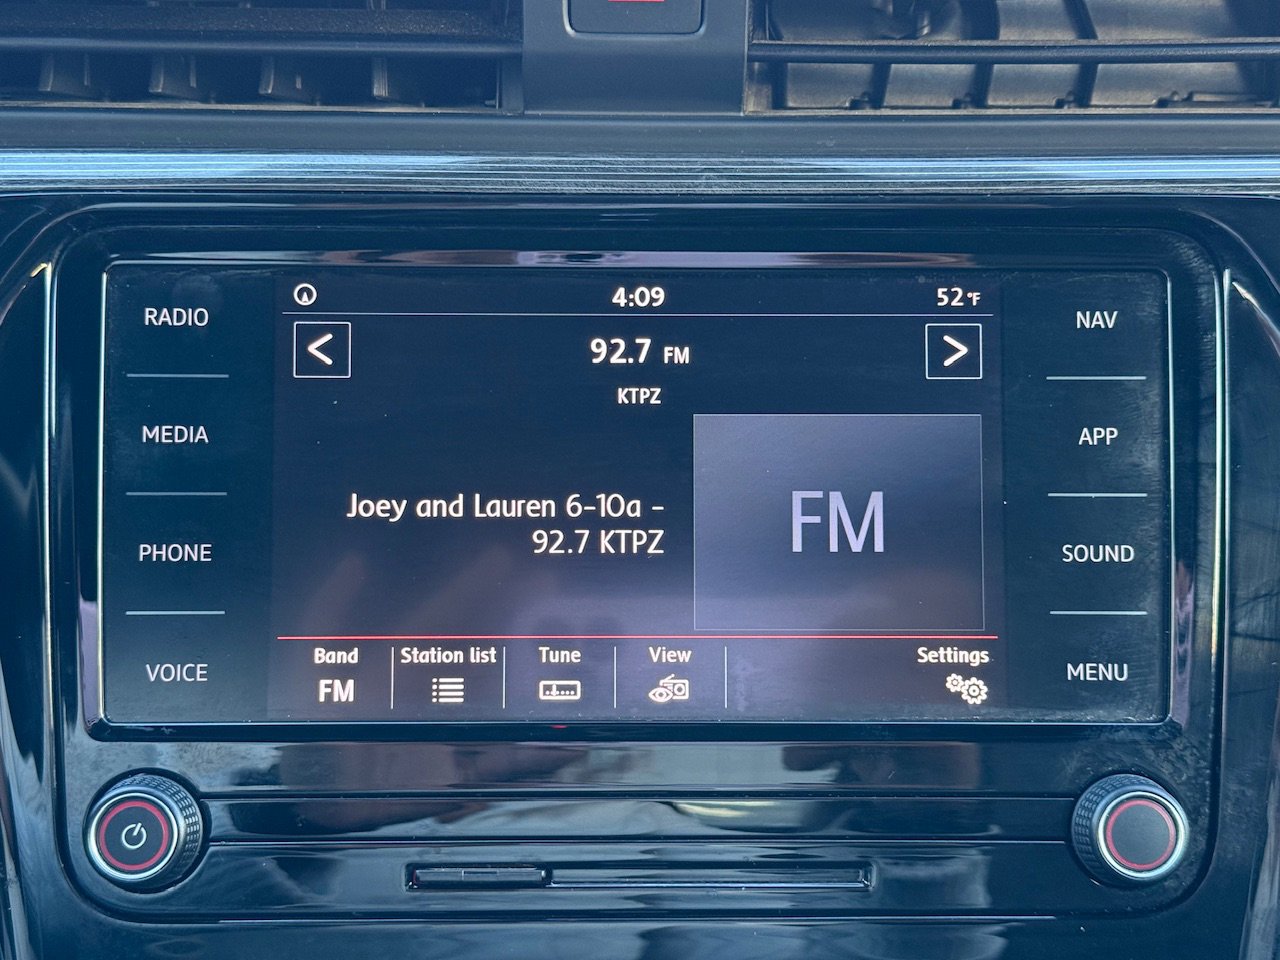 4:09
52°F
RADIO
NAV
<
92.7 FM
>
KTPZ
MEDIA
APP
Joey and Lauren 6-10a -
92.7 KTPZ
FM
PHONE
SOUND
Band
Station list
Tune
View
Settings
FM
VOICE
MENU